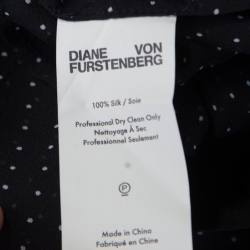 DIANE VON
FURSTENBERG
100% Silk / Soie
Professional Dry Clean Only
Nettoyage À Sec
Professionnel Seulement
P
Made in China
Fabriqué en Chine